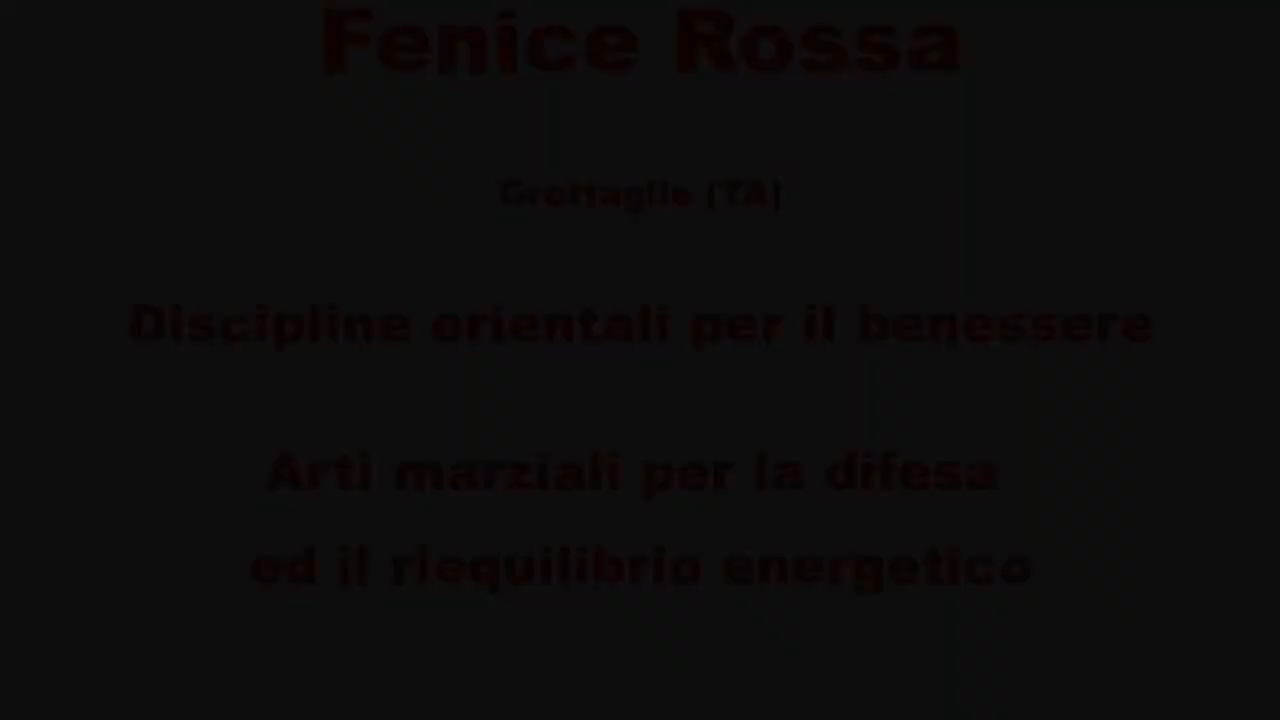 Fenice Rossa
Grottaglie (TA)
Discipline orientali per il benessere
Arti marziali per la difesa
ed il riequilibrio energetico